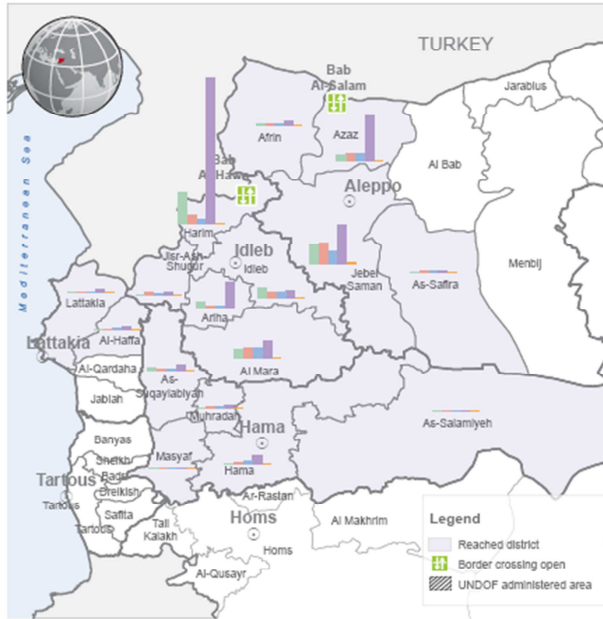 TURKEY
Bab
Al-Salam
Jarablus
Afrin
Azaz
Al Bab
Mediterranean Sea
Bab
Al-Hawa
Aleppo
Harim
Menbij
Idleb
Jisr-Ash-
Shugur
Idleb
Jebel
Saman
As-Safira
Lattakia
Ariha
Al-Haffa
Lattakia
Al Mara
Al-Qardaha
As-
Suqaylabiyah
Jablah
Muhradah
As-Salamiyeh
Banyas
Hama
Masyaf
Sheikh
Badr
Hama
Tartous
Dreikish
Tartous
Ar-Rastan
Safita
Homs
Al Makhrim
Tartous
Tall
Kalakh
Homs
Al-Qusayr
Legend
Reached district
Border crossing open
UNDOF administered area